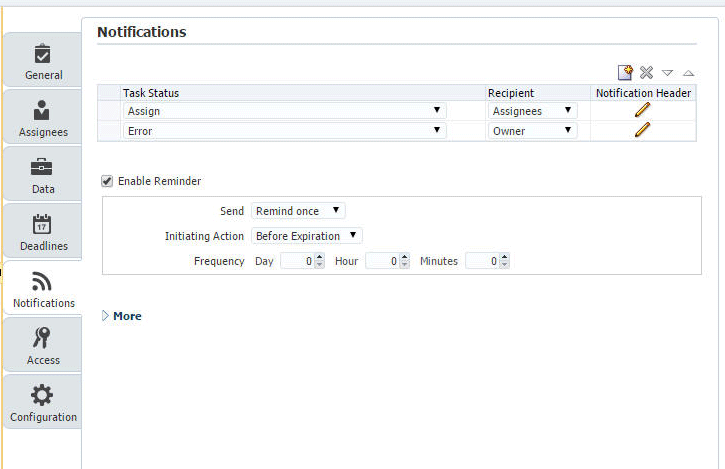 Notifications
General
Task Status Recipient Notification Header
Assign Assignees
Error Owner
Assignees
Data
Enable Reminder
Send Remind once
Deadlines
17
Initiating Action Before Expiration
Frequency Day 0 Hour 0 Minutes 0
Notifications
More
Access
Configuration